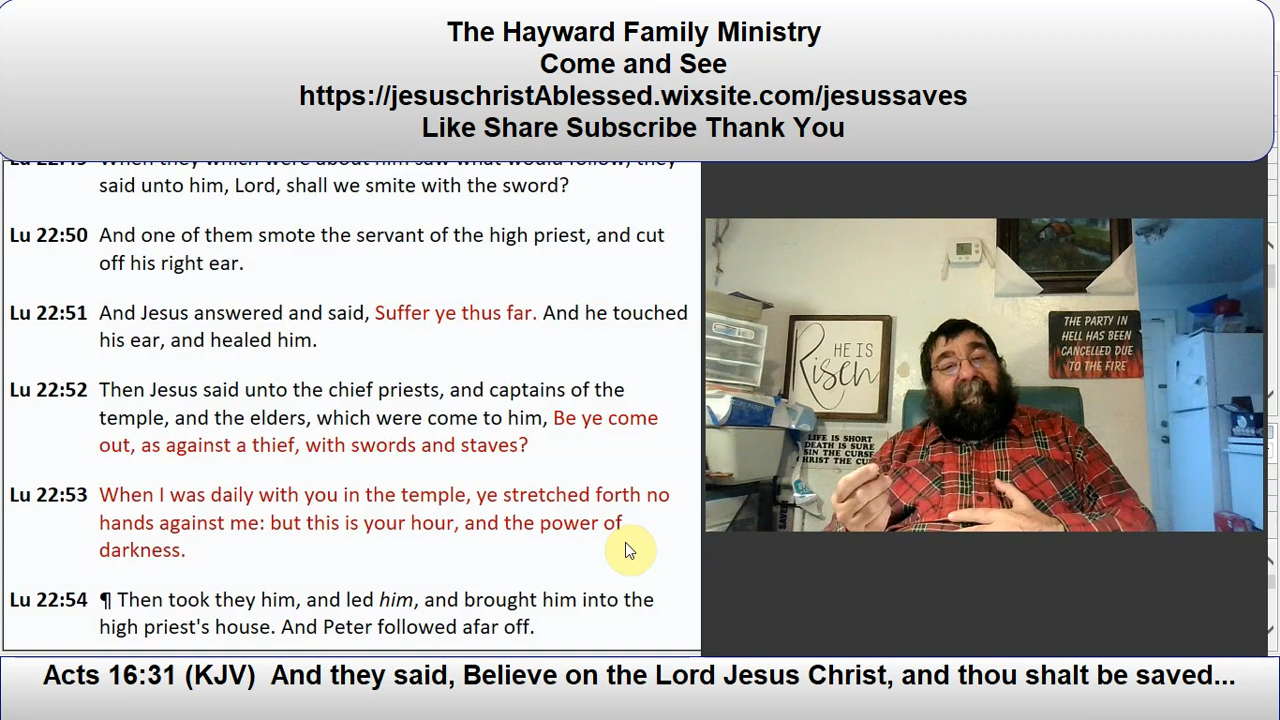 The Hayward Family Ministry
Come and See
https://jesuschristAblessed.wixsite.com/jesussaves
Like Share Subscribe Thank You
said unto him, Lord, shall we smite with the sword?
Lu 22:50 And one of them smote the servant of the high priest, and cut
off his right ear.
Lu 22:51 And Jesus answered and said, Suffer ye thus far. And he touched
his ear, and healed him.
Lu 22:52 Then Jesus said unto the chief priests, and captains of the
temple, and the elders, which were come to him, Be ye come
out, as against a thief, with swords and staves?
Lu 22:53 When I was daily with you in the temple, ye stretched forth no
hands against me: but this is your hour, and the power of
darkness.
Lu 22:54 ¶ Then took they him, and led him, and brought him into the
high priest's house. And Peter followed afar off.
HE IS
Risen
THE PARTY IN
HELL HAS BEEN
CANCELLED DUE
TO THE FIRE
LIFE IS SHORT
DEATH IS SURE
SIN THE CURSE
CHRIST THE CU
Acts 16:31 (KJV) And they said, Believe on the Lord Jesus Christ, and thou shalt be saved...